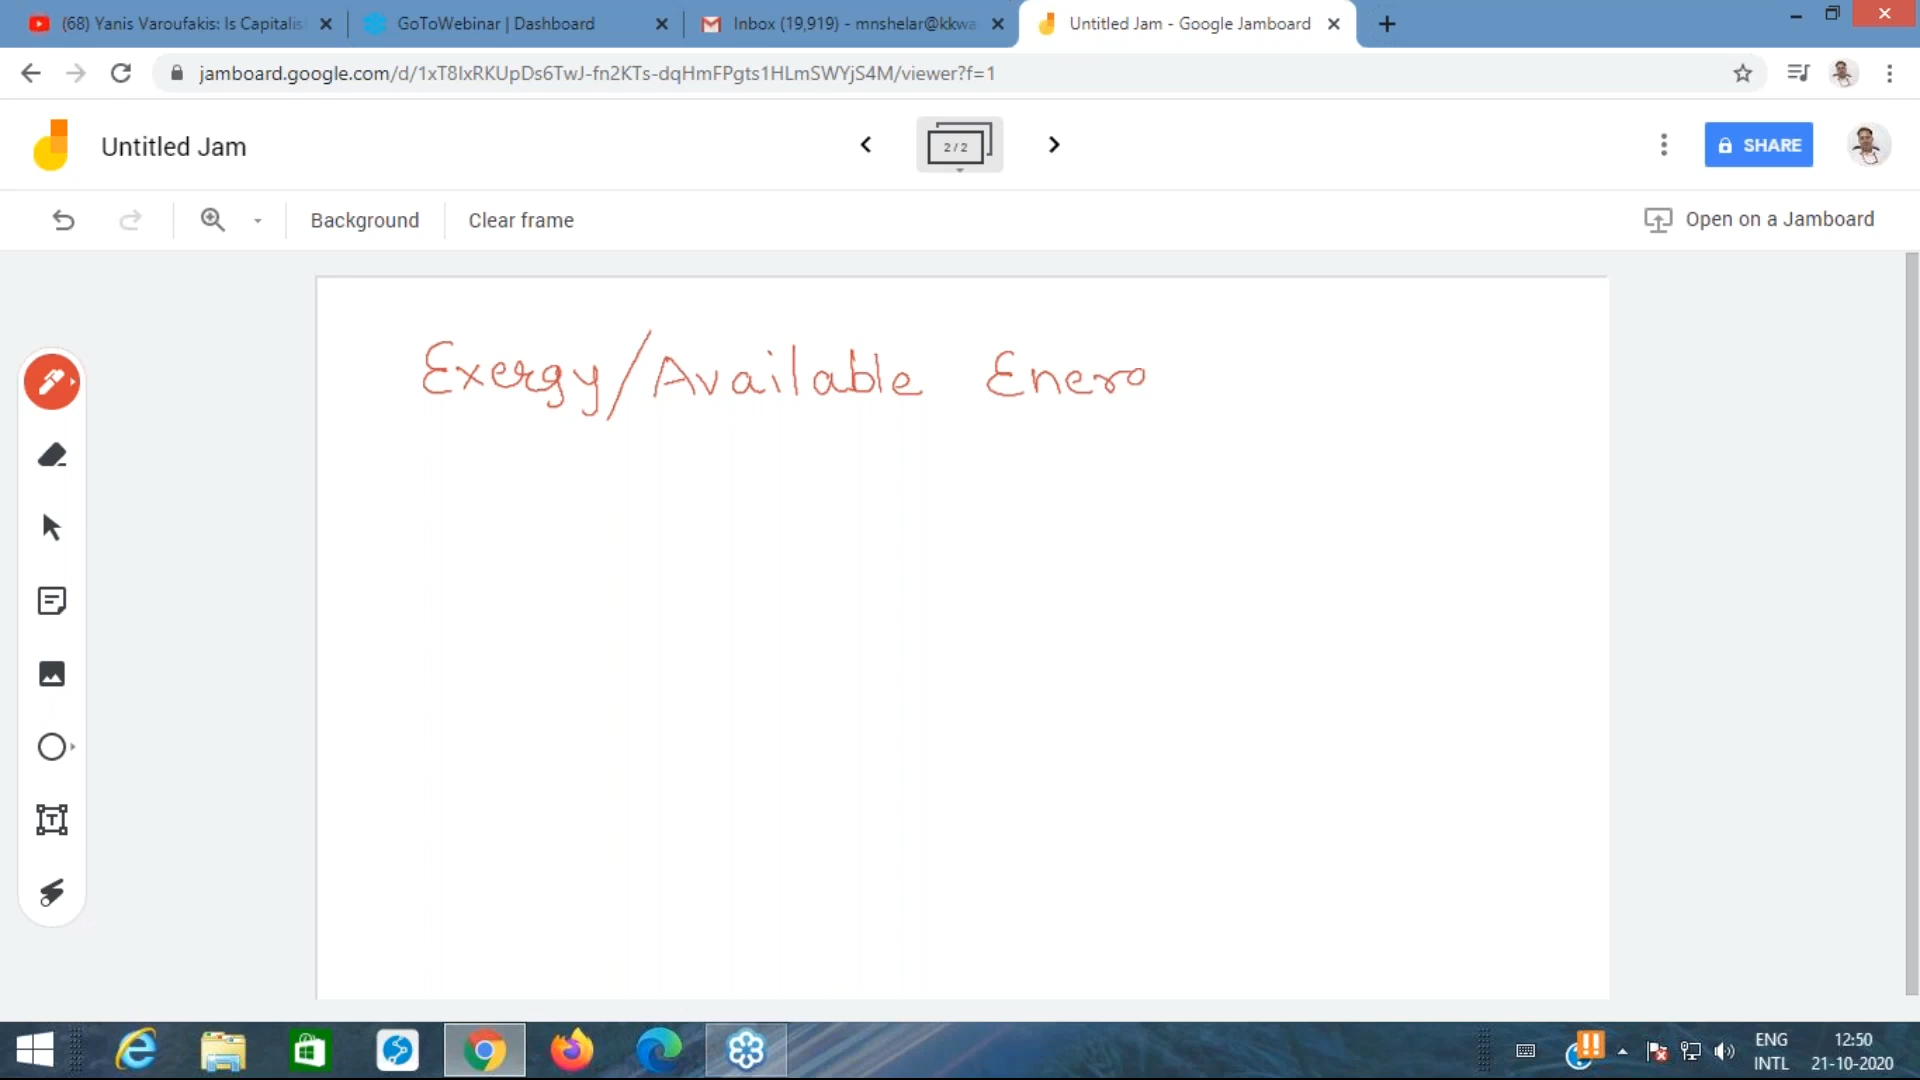 (68) Yanis Varoufakis: Is Capitalis
GoToWebinar | Dashboard
Inbox (19,919) - mnshelar@kkwa
Untitled Jam - Google Jamboard
jamboard.google.com/d/1xT8IxRKUpDs6TwJ-fn2KTs-dqHmFPgts1HLmSWYjS4M/viewer?f=1
Untitled Jam
2 / 2
SHARE
Background
Clear frame
Open on a Jamboard
Exergy/Available Enero
ENG 12:50
INTL 21-10-2020